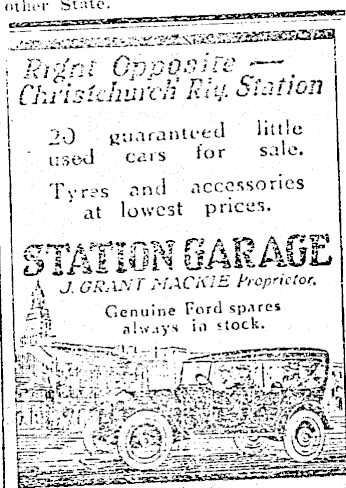 other State.
Right Opposite —
Christchurch Rly. Station
20 guaranteed little
used cars for sale.
Tyres and accessories
at lowest prices.
STATION GARAGE
J. GRANT MACKIE Proprietor.
Genuine Ford spares
always in stock.